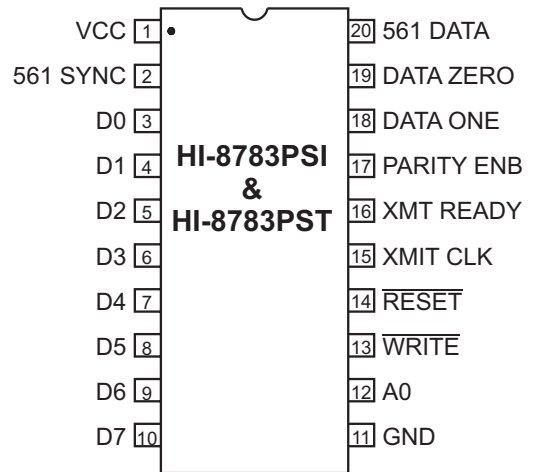 VCC 1
561 SYNC 2
D0 3
D1 4
D2 5
D3 6
D4 7
D5 8
D6 9
D7 10
HI-8783PSI
&
HI-8783PST
20 561 DATA
19 DATA ZERO
18 DATA ONE
17 PARITY ENB
16 XMT READY
15 XMIT CLK
14 RESET
13 WRITE
12 A0
11 GND